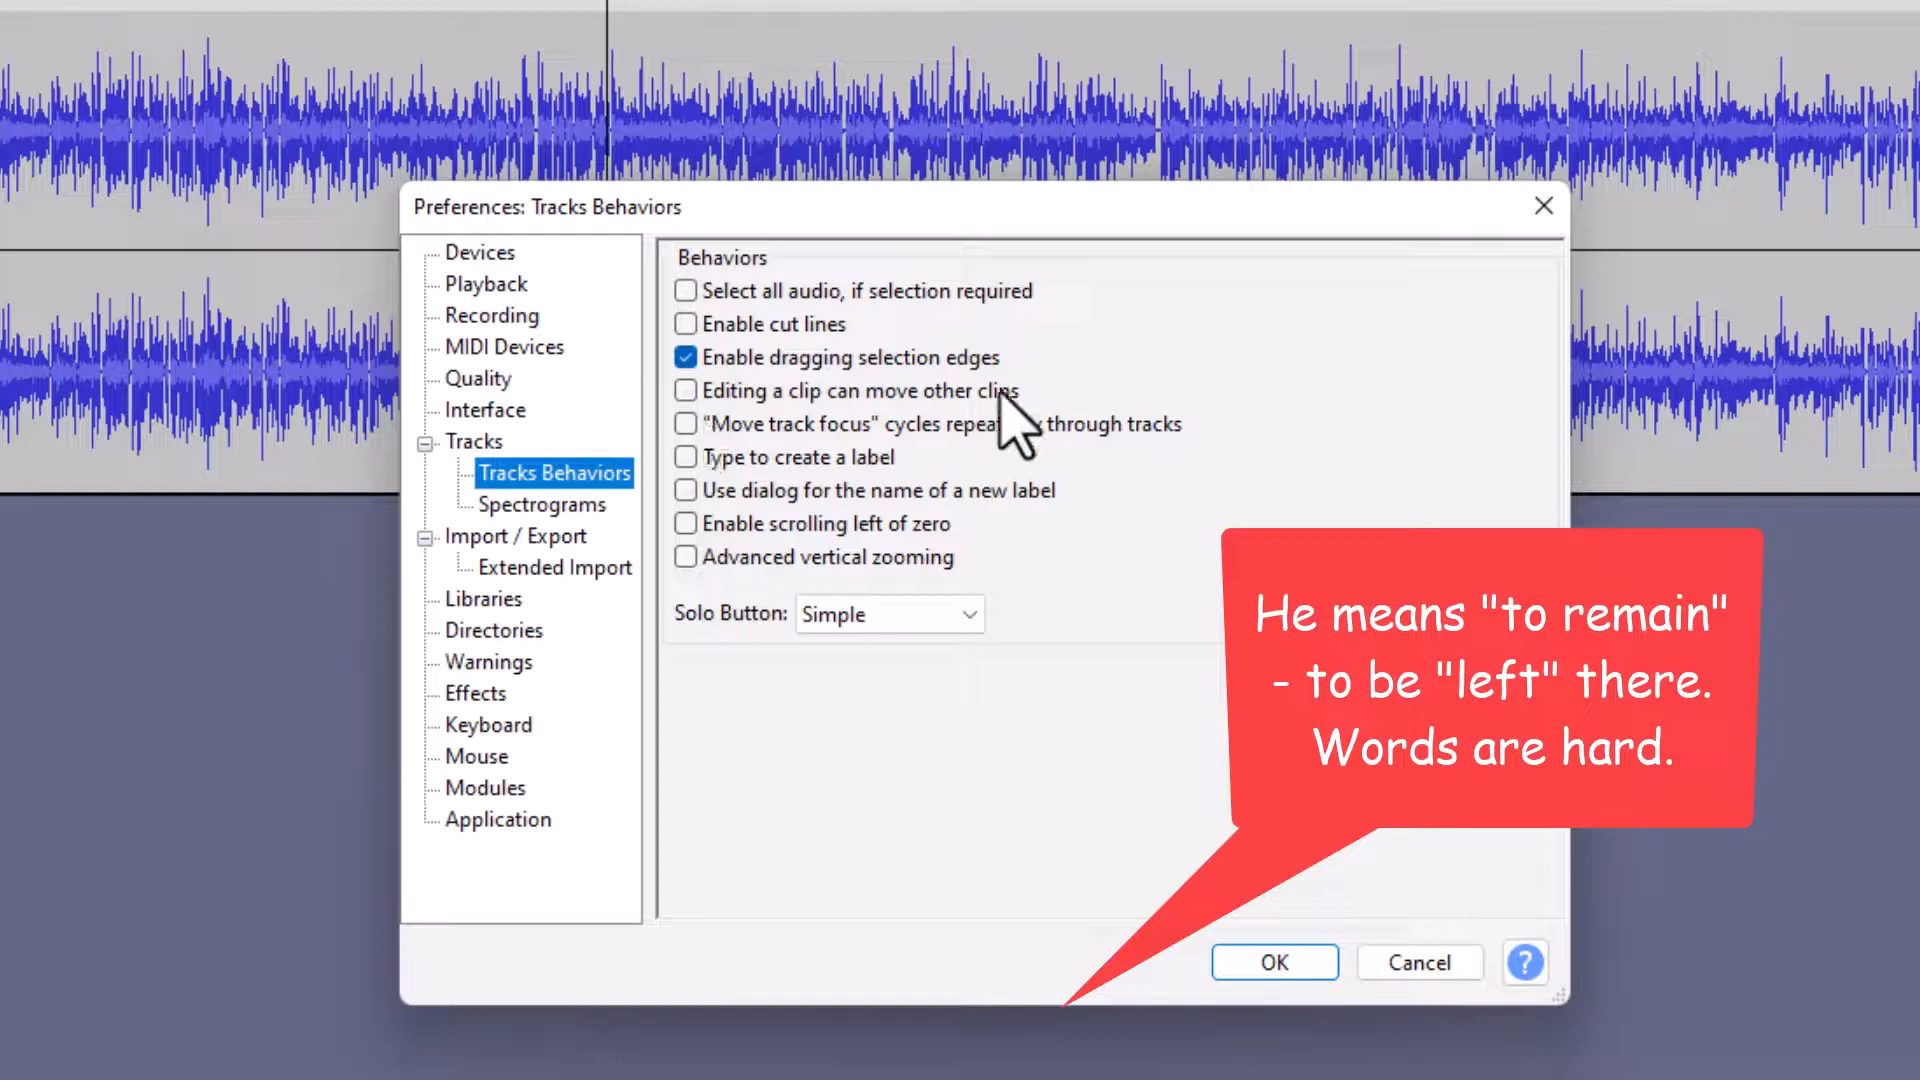 Preferences: Tracks Behaviors
Devices
Playback
Recording
MIDI Devices
Quality
Interface
Tracks
Tracks Behaviors
Spectrograms
Import / Export
Extended Import
Libraries
Directories
Warnings
Effects
Keyboard
Mouse
Modules
Application
Behaviors
Select all audio, if selection required
Enable cut lines
Enable dragging selection edges
Editing a clip can move other clips
"Move track focus" cycles through tracks
Type to create a label
Use dialog for the name of a new label
Enable scrolling left of zero
Advanced vertical zooming
Solo Button: Simple
He means "to remain"
- to be "left" there.
Words are hard.
OK Cancel ?